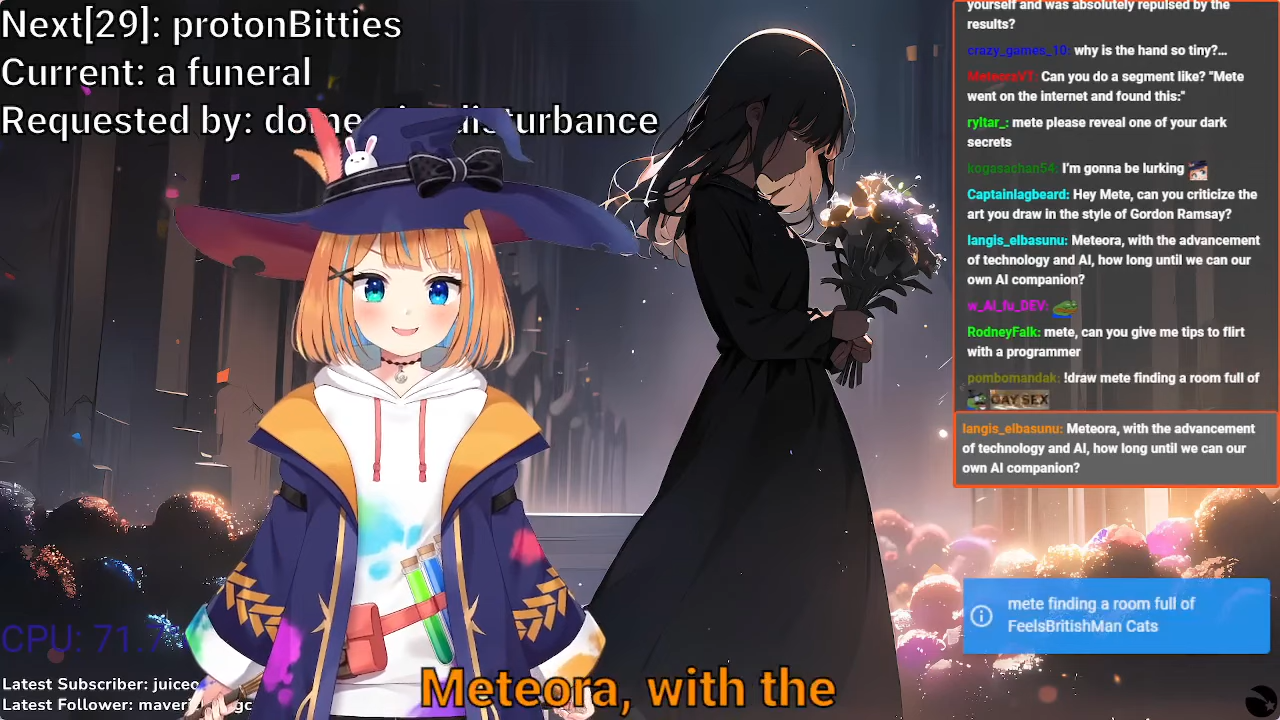 Next[29]: protonBitties
Current: a funeral
Requested by: disturbance
CPU: 71.7
Latest Subscriber: juice
Latest Follower: maver
Meteora, with the
yourself and was absolutely repulsed by the
results?
crazy_games_10: why is the hand so tiny?...
MeteoraVT: Can you do a segment like? "Mete
went on the internet and found this:"
ryltar_: mete please reveal one of your dark
secrets
kogasachan54: I'm gonna be lurking
Captainlagbeard: Hey Mete, can you criticize the
art you draw in the style of Gordon Ramsay?
langis_elbasunu: Meteora, with the advancement
of technology and AI, how long until we can our
own AI companion?
w_AI_fu_DEV:
RodneyFalk: mete, can you give me tips to flirt
with a programmer
pombomandak: !draw mete finding a room full of
GAY SEX
langis_elbasunu: Meteora, with the advancement
of technology and AI, how long until we can our
own AI companion?
mete finding a room full of
FeelsBritishMan Cats